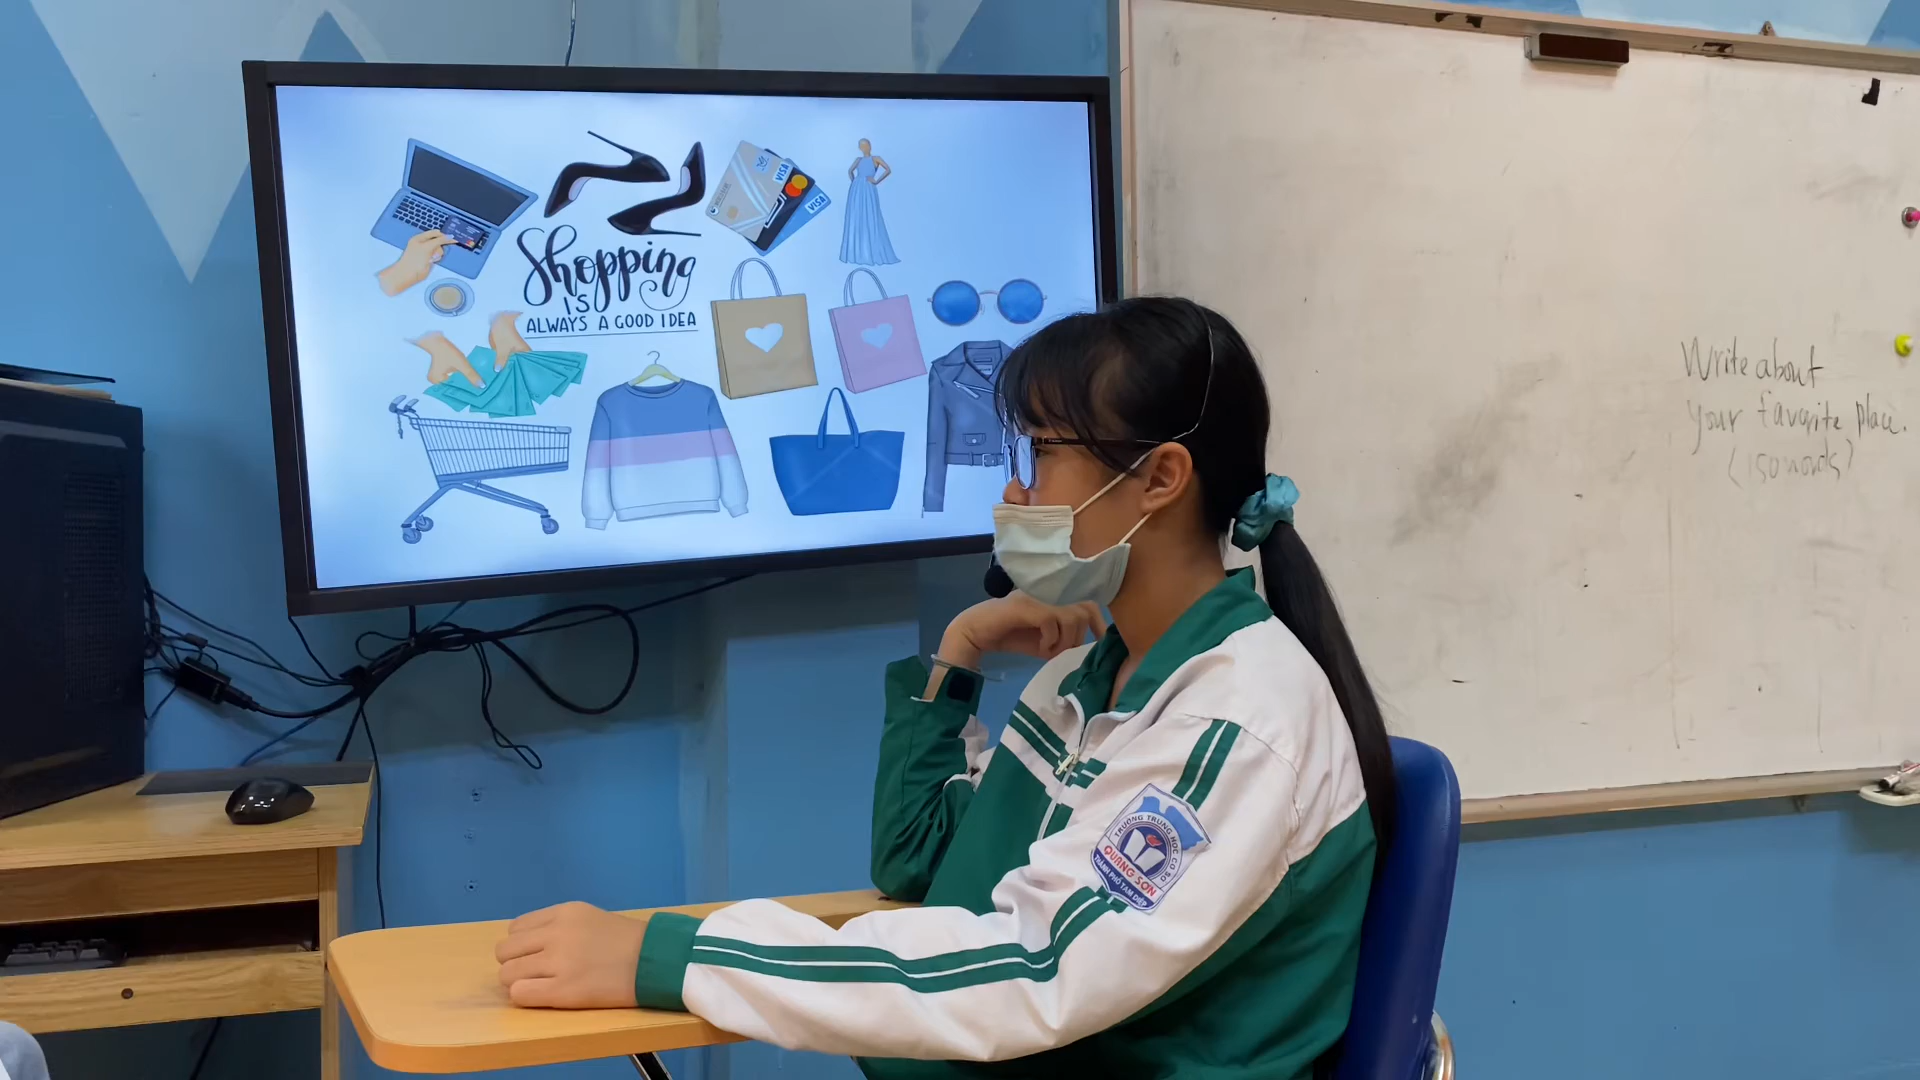 Shopping
IS
ALWAYS A GOOD IDEA
VISA
VISA
Write about
your favorite place.
(150 words)
TRƯỜNG TRUNG HỌC CƠ SỞ
QUANG SƠN
THÀNH PHỐ TAM ĐIỆP